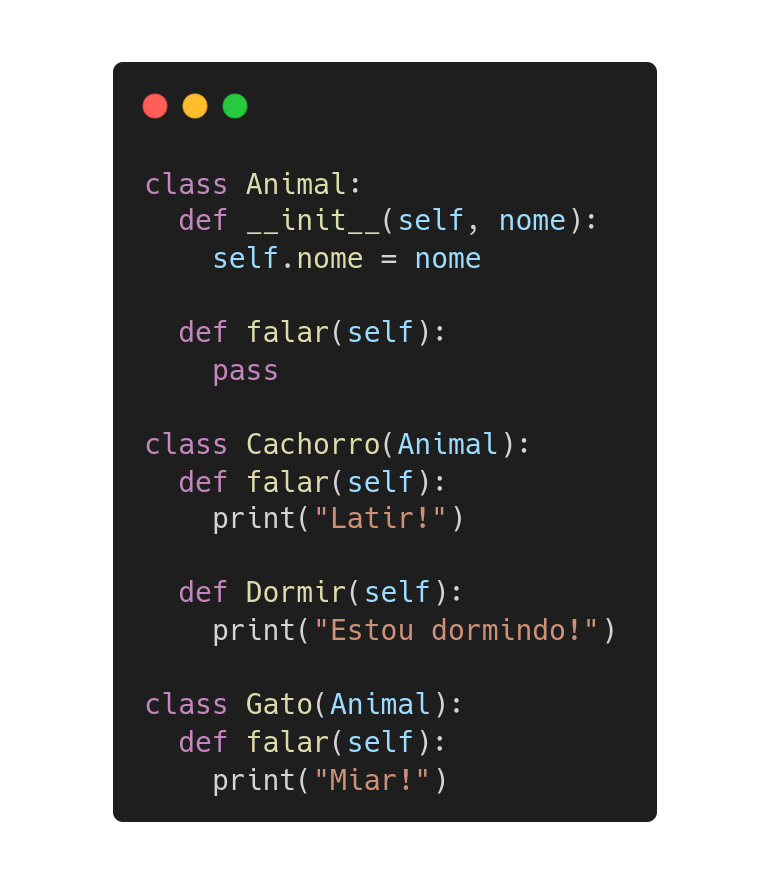 class Animal:
  def __init__(self, nome):
    self.nome = nome

  def falar(self):
    pass

class Cachorro(Animal):
  def falar(self):
    print("Latir!")

  def Dormir(self):
    print("Estou dormindo!")

class Gato(Animal):
  def falar(self):
    print("Miar!")